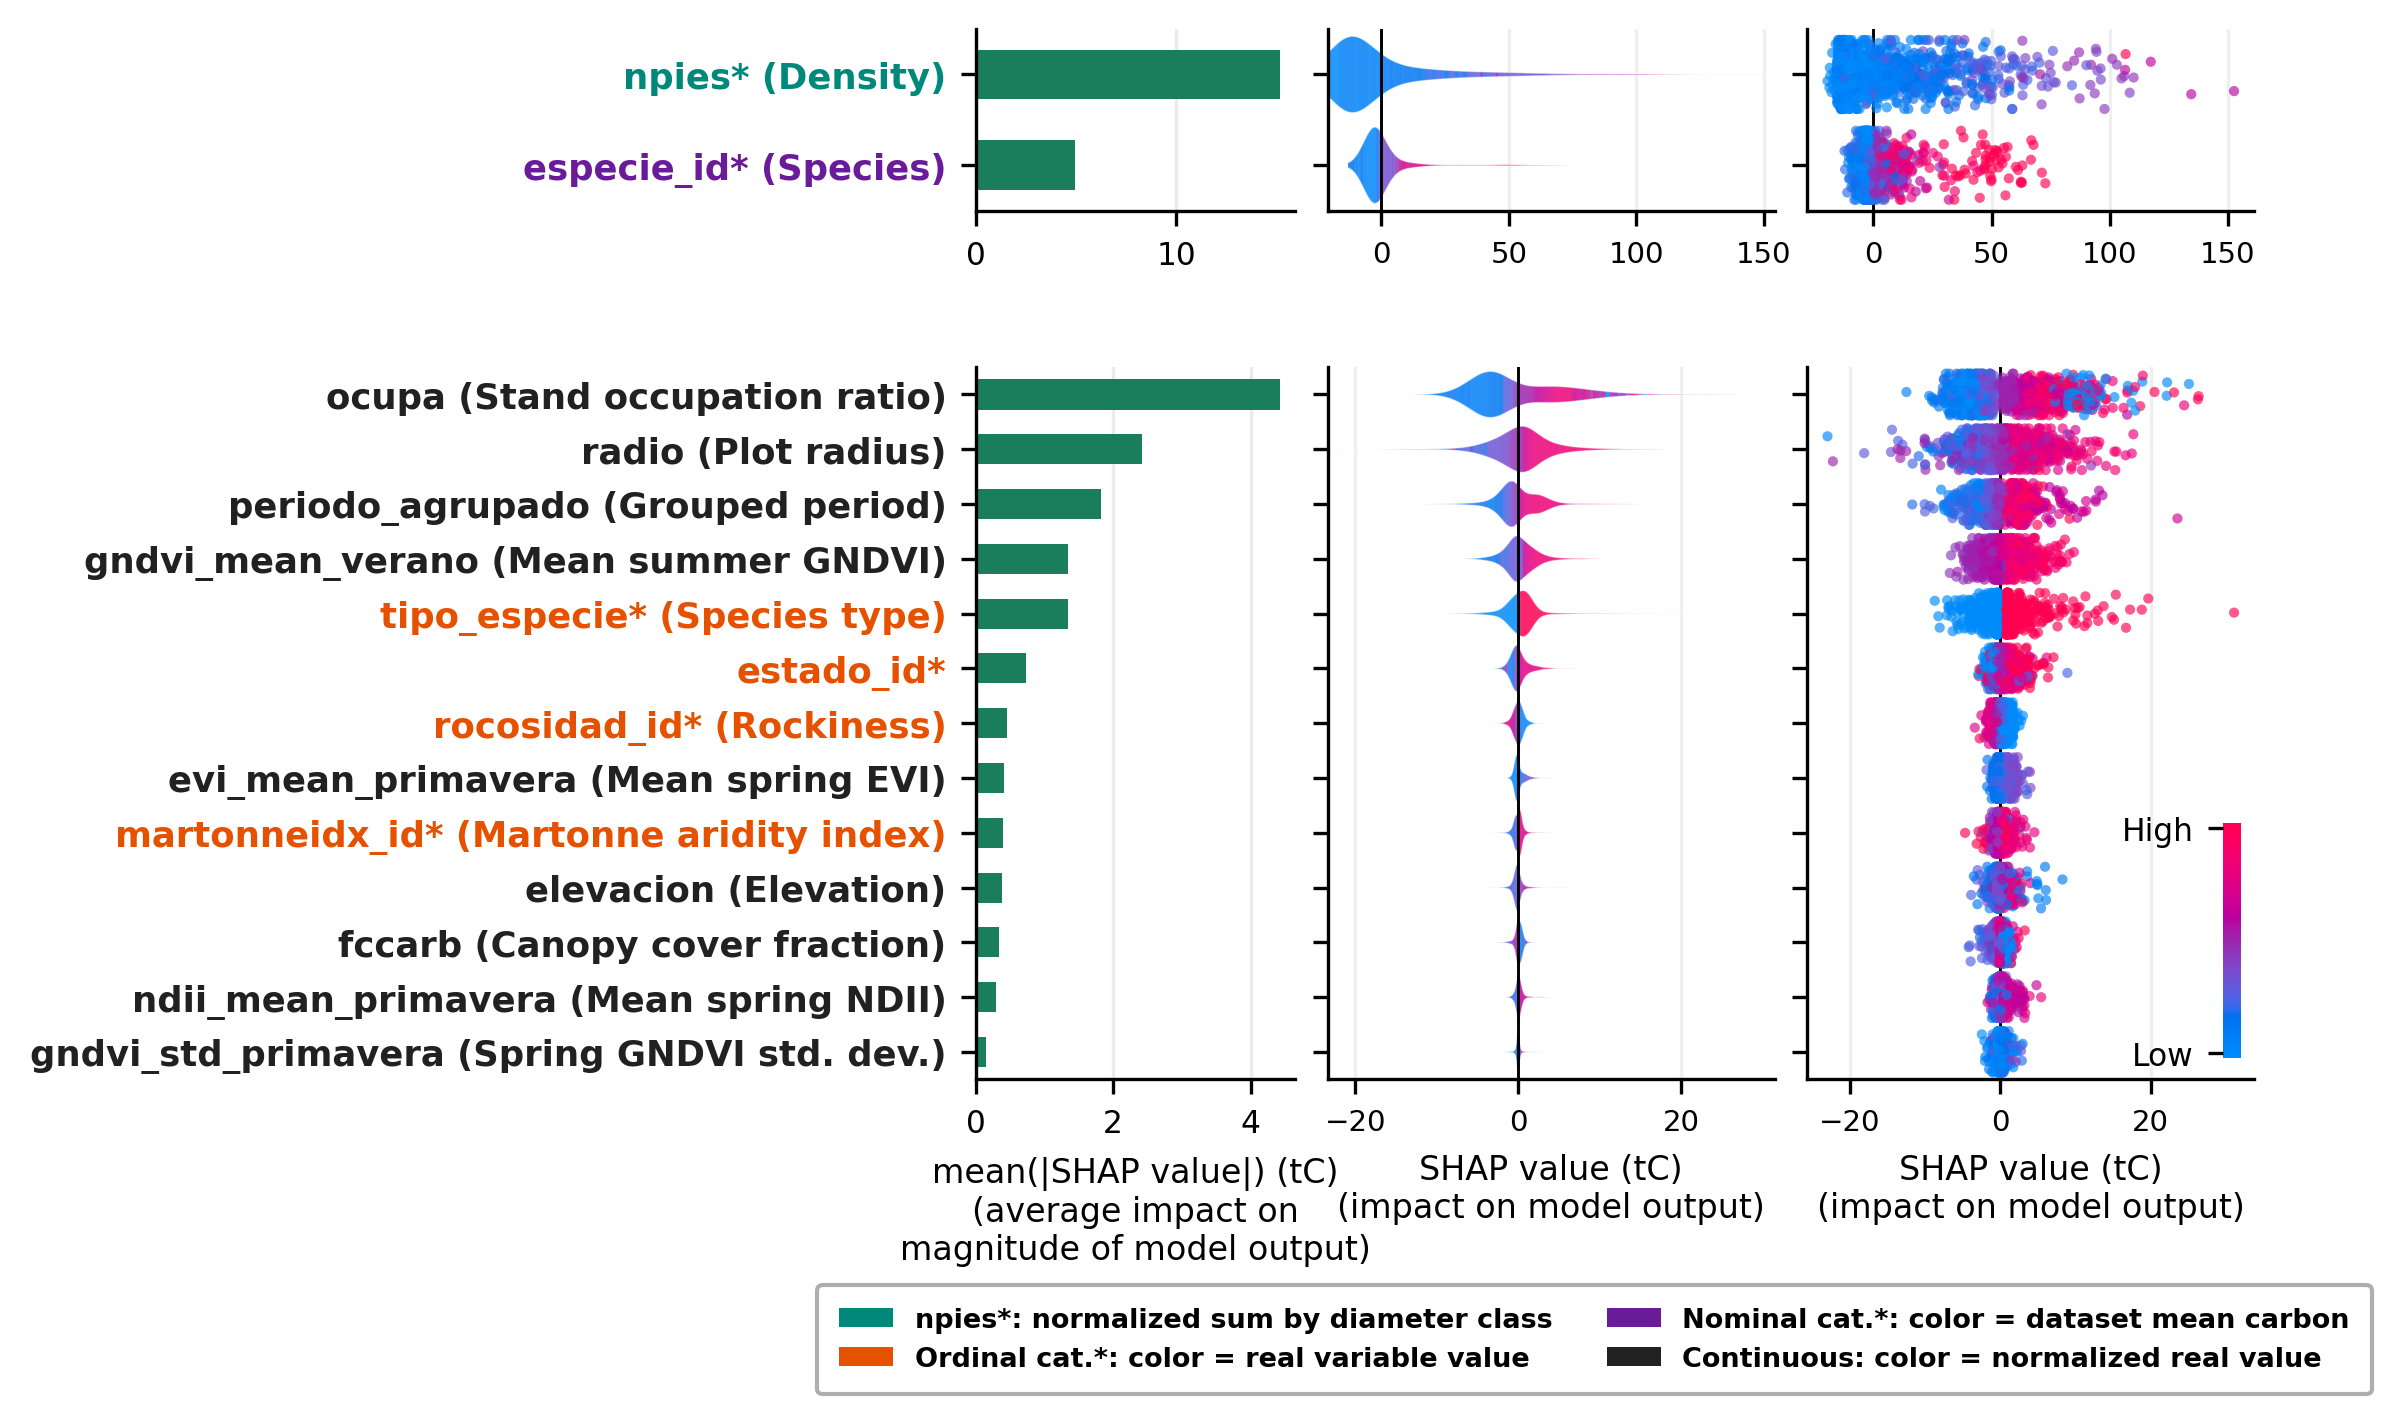 npies* (Density)
especie_id* (Species)
0 10
0 50 100 150
0 50 100 150
ocupa (Stand occupation ratio)
radio (Plot radius)
periodo_agrupado (Grouped period)
gndvi_mean_verano (Mean summer GNDVI)
tipo_especie* (Species type)
estado_id*
rocosidad_id* (Rockiness)
evi_mean_primavera (Mean spring EVI)
martonneidx_id* (Martonne aridity index)
elevacion (Elevation)
fccarb (Canopy cover fraction)
ndii_mean_primavera (Mean spring NDII)
gndvi_std_primavera (Spring GNDVI std. dev.)
High
Low
0 2 4
−20 0 20
−20 0 20
mean(|SHAP value|) (tC)
(average impact on
magnitude of model output)
SHAP value (tC)
(impact on model output)
SHAP value (tC)
(impact on model output)
npies*: normalized sum by diameter class
Ordinal cat.*: color = real variable value
Nominal cat.*: color = dataset mean carbon
Continuous: color = normalized real value